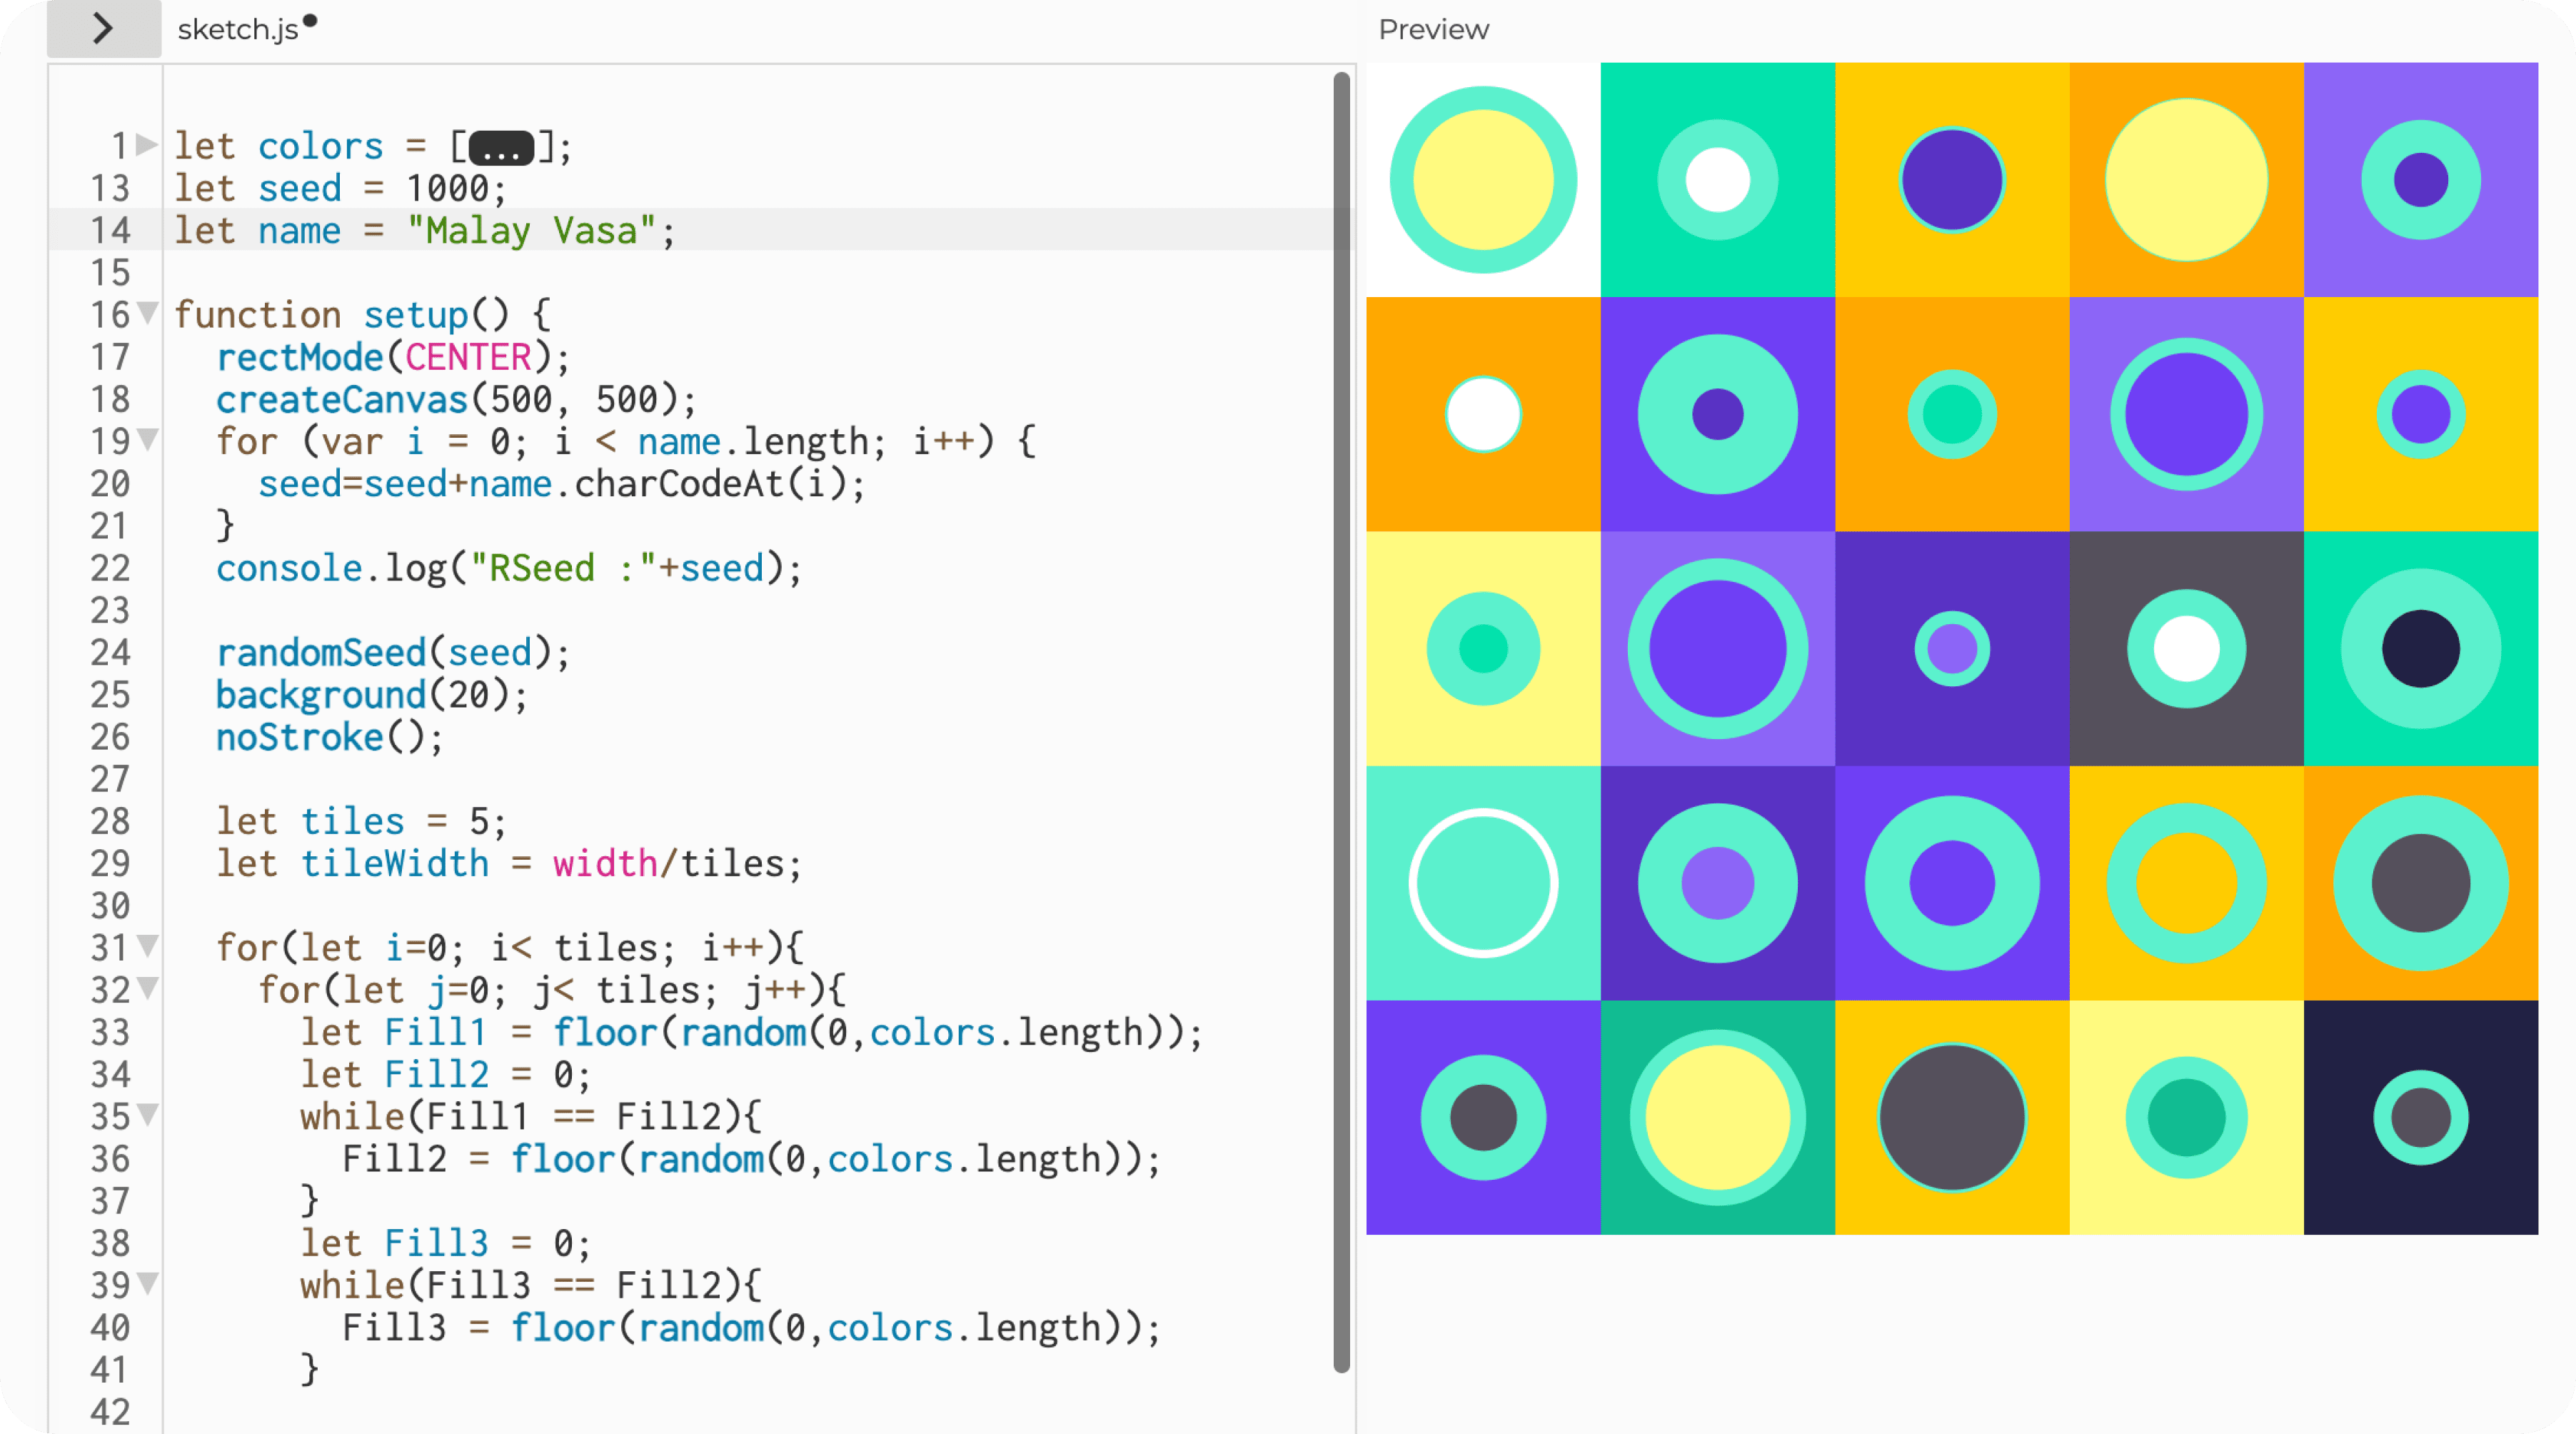 sketch.js
Preview
1 let colors = [...];
13 let seed = 1000;
14 let name = "Malay Vasa";
15
16 function setup() {
17 rectMode(CENTER);
18 createCanvas(500, 500);
19 for (var i = 0; i < name.length; i++) {
20 seed=seed+name.charCodeAt(i);
21 }
22 console.log("RSeed :"+seed);
23
24 randomSeed(seed);
25 background(20);
26 noStroke();
27
28 let tiles = 5;
29 let tileWidth = width/tiles;
30
31 for(let i=0; i< tiles; i++){
32 for(let j=0; j< tiles; j++){
33 let Fill1 = floor(random(0,colors.length));
34 let Fill2 = 0;
35 while(Fill1 == Fill2){
36 Fill2 = floor(random(0,colors.length));
37 }
38 let Fill3 = 0;
39 while(Fill3 == Fill2){
40 Fill3 = floor(random(0,colors.length));
41 }
42